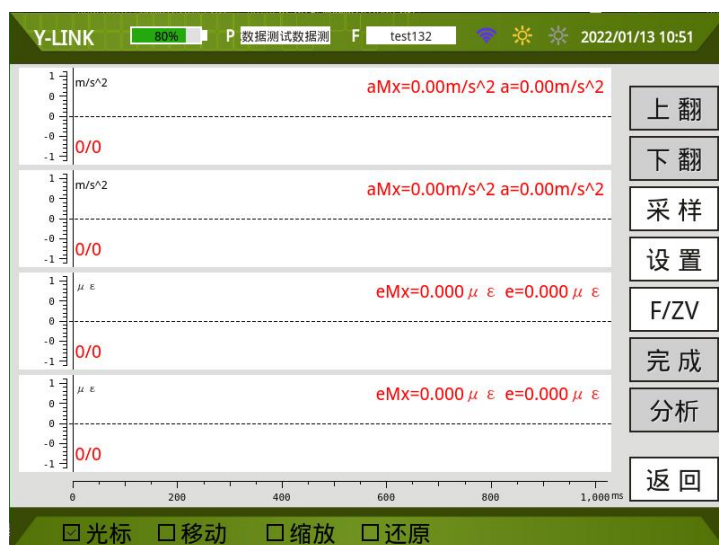 Y-LINK 80% P 数据测试数据测 F test132 2022/01/13 10:51
1 m/s^2 aMx=0.00m/s^2 a=0.00m/s^2
0
0
-0 0/0
-1
1 m/s^2 aMx=0.00m/s^2 a=0.00m/s^2
0
0
-0 0/0
-1
1 μ ε eMx=0.000 μ ε e=0.000 μ ε
0
0
-0 0/0
-1
1 μ ε eMx=0.000 μ ε e=0.000 μ ε
0
0
-0 0/0
-1
0 200 400 600 800 1,000 ms
上翻
下翻
采样
设置
F/ZV
完成
分析
返回
光标 移动 缩放 还原